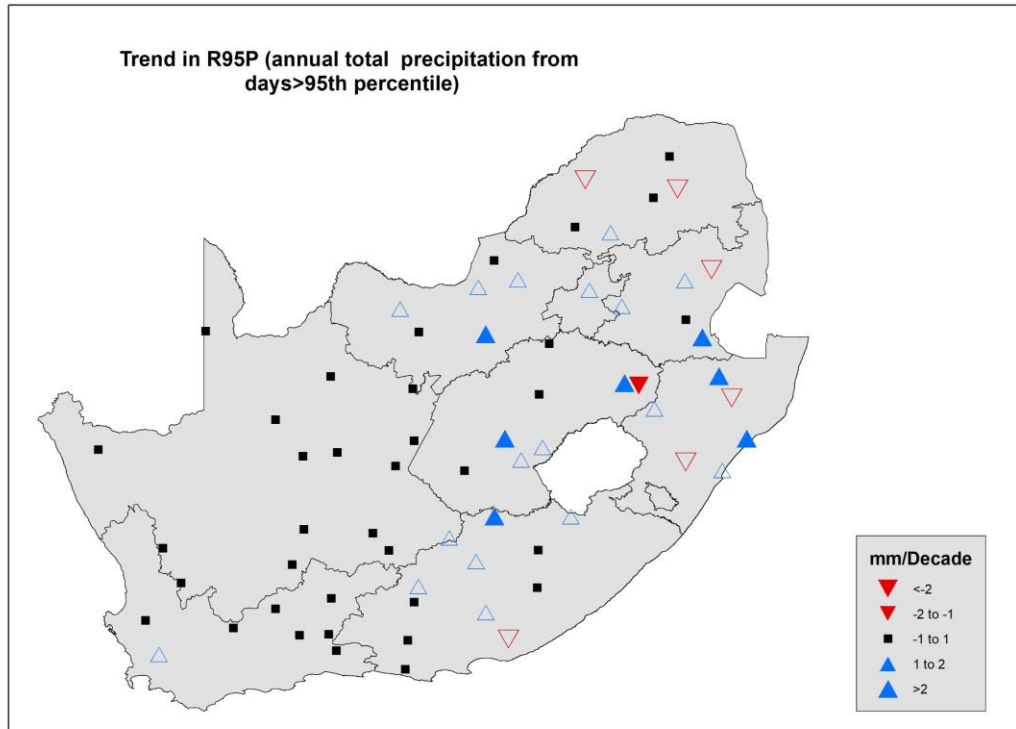 Trend in R95P (annual total precipitation from
days>95th percentile)
mm/Decade
<-2
-2 to -1
-1 to 1
1 to 2
>2